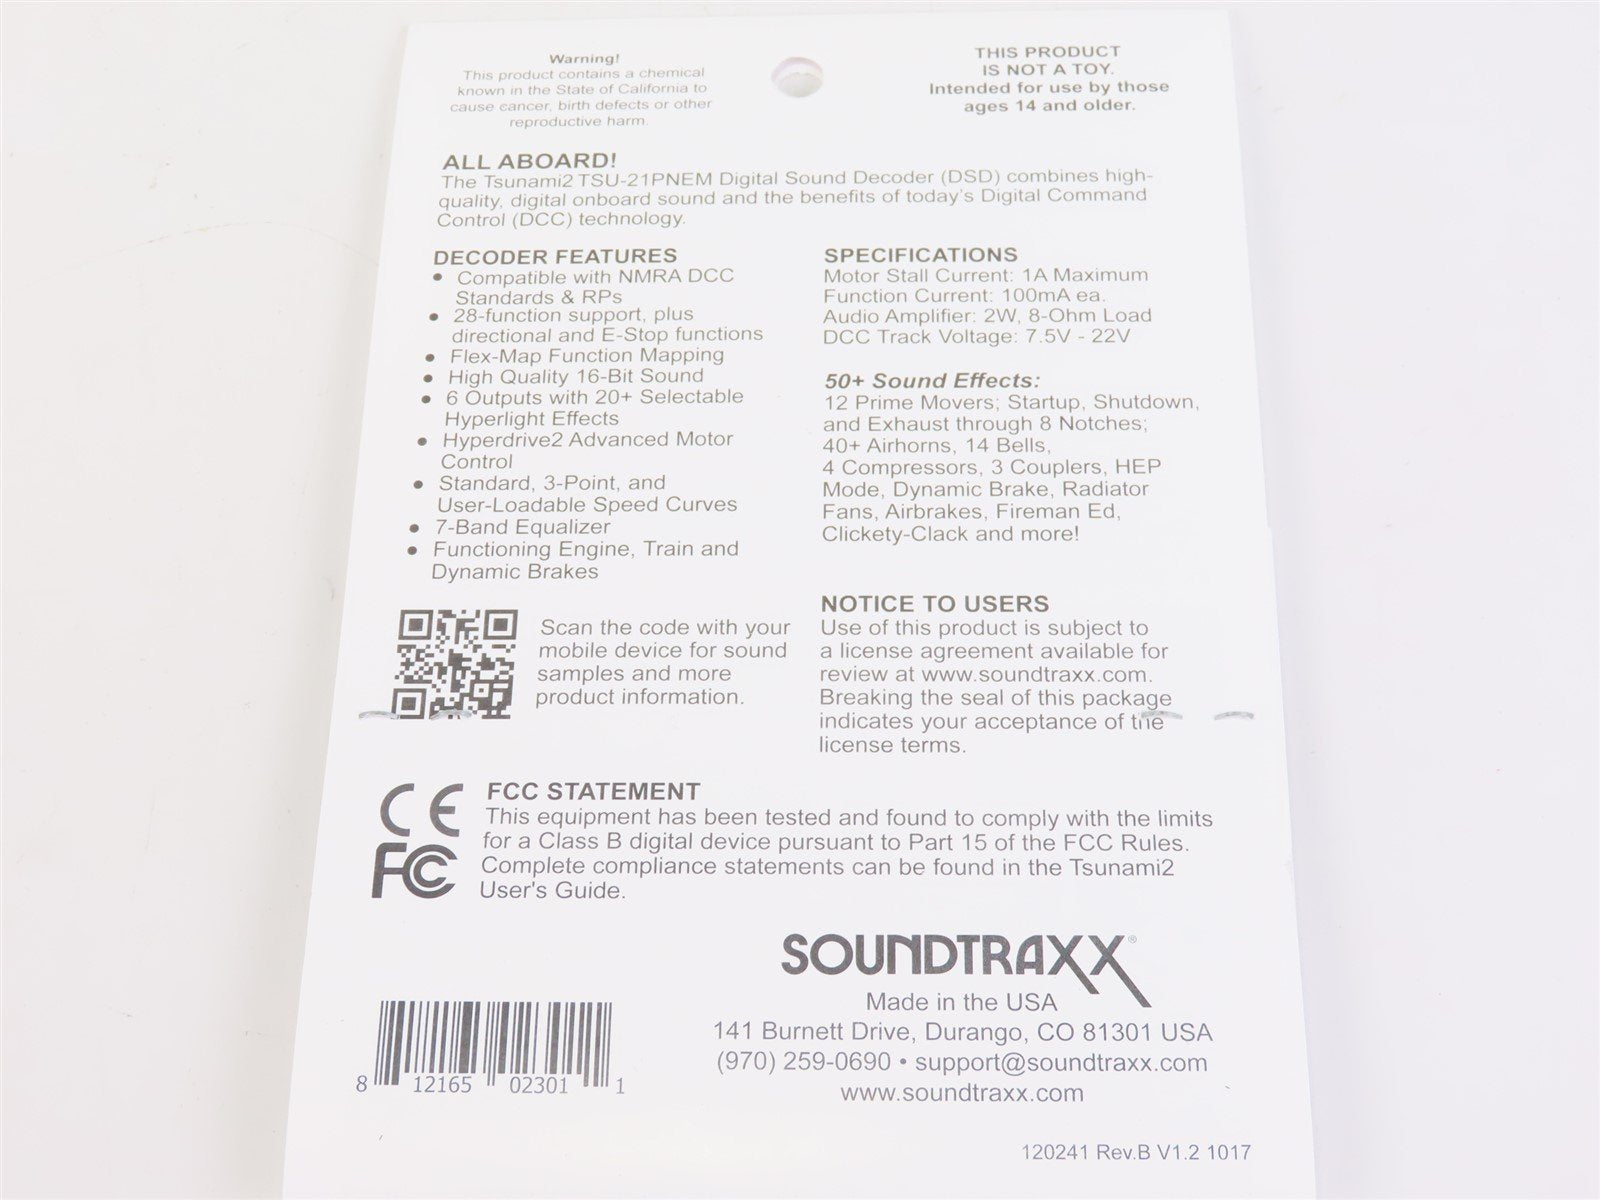 Warning!
This product contains a chemical
known in the State of California to
cause cancer, birth defects or other
reproductive harm.
THIS PRODUCT
IS NOT A TOY.
Intended for use by those
ages 14 and older.
ALL ABOARD!
The Tsunami2 TSU-21PNEM Digital Sound Decoder (DSD) combines high-
quality, digital onboard sound and the benefits of today's Digital Command
Control (DCC) technology.
DECODER FEATURES
• Compatible with NMRA DCC
Standards & RPs
• 28-function support, plus
directional and E-Stop functions
• Flex-Map Function Mapping
• High Quality 16-Bit Sound
• 6 Outputs with 20+ Selectable
Hyperlight Effects
• Hyperdrive2 Advanced Motor
Control
• Standard, 3-Point, and
User-Loadable Speed Curves
• 7-Band Equalizer
• Functioning Engine, Train and
Dynamic Brakes
SPECIFICATIONS
Motor Stall Current: 1A Maximum
Function Current: 100mA ea.
Audio Amplifier: 2W, 8-Ohm Load
DCC Track Voltage: 7.5V - 22V
50+ Sound Effects:
12 Prime Movers; Startup, Shutdown,
and Exhaust through 8 Notches;
40+ Airhorns, 14 Bells,
4 Compressors, 3 Couplers, HEP
Mode, Dynamic Brake, Radiator
Fans, Airbrakes, Fireman Ed,
Clickety-Clack and more!
Scan the code with your
mobile device for sound
samples and more
product information.
NOTICE TO USERS
Use of this product is subject to
a license agreement available for
review at www.soundtraxx.com.
Breaking the seal of this package
indicates your acceptance of the
license terms.
CE
FC
FCC STATEMENT
This equipment has been tested and found to comply with the limits
for a Class B digital device pursuant to Part 15 of the FCC Rules.
Complete compliance statements can be found in the Tsunami2
User's Guide.
SOUNDTRAXX®
Made in the USA
141 Burnett Drive, Durango, CO 81301 USA
(970) 259-0690 • support@soundtraxx.com
www.soundtraxx.com
8 12165 02301 1
120241 Rev.B V1.2 1017